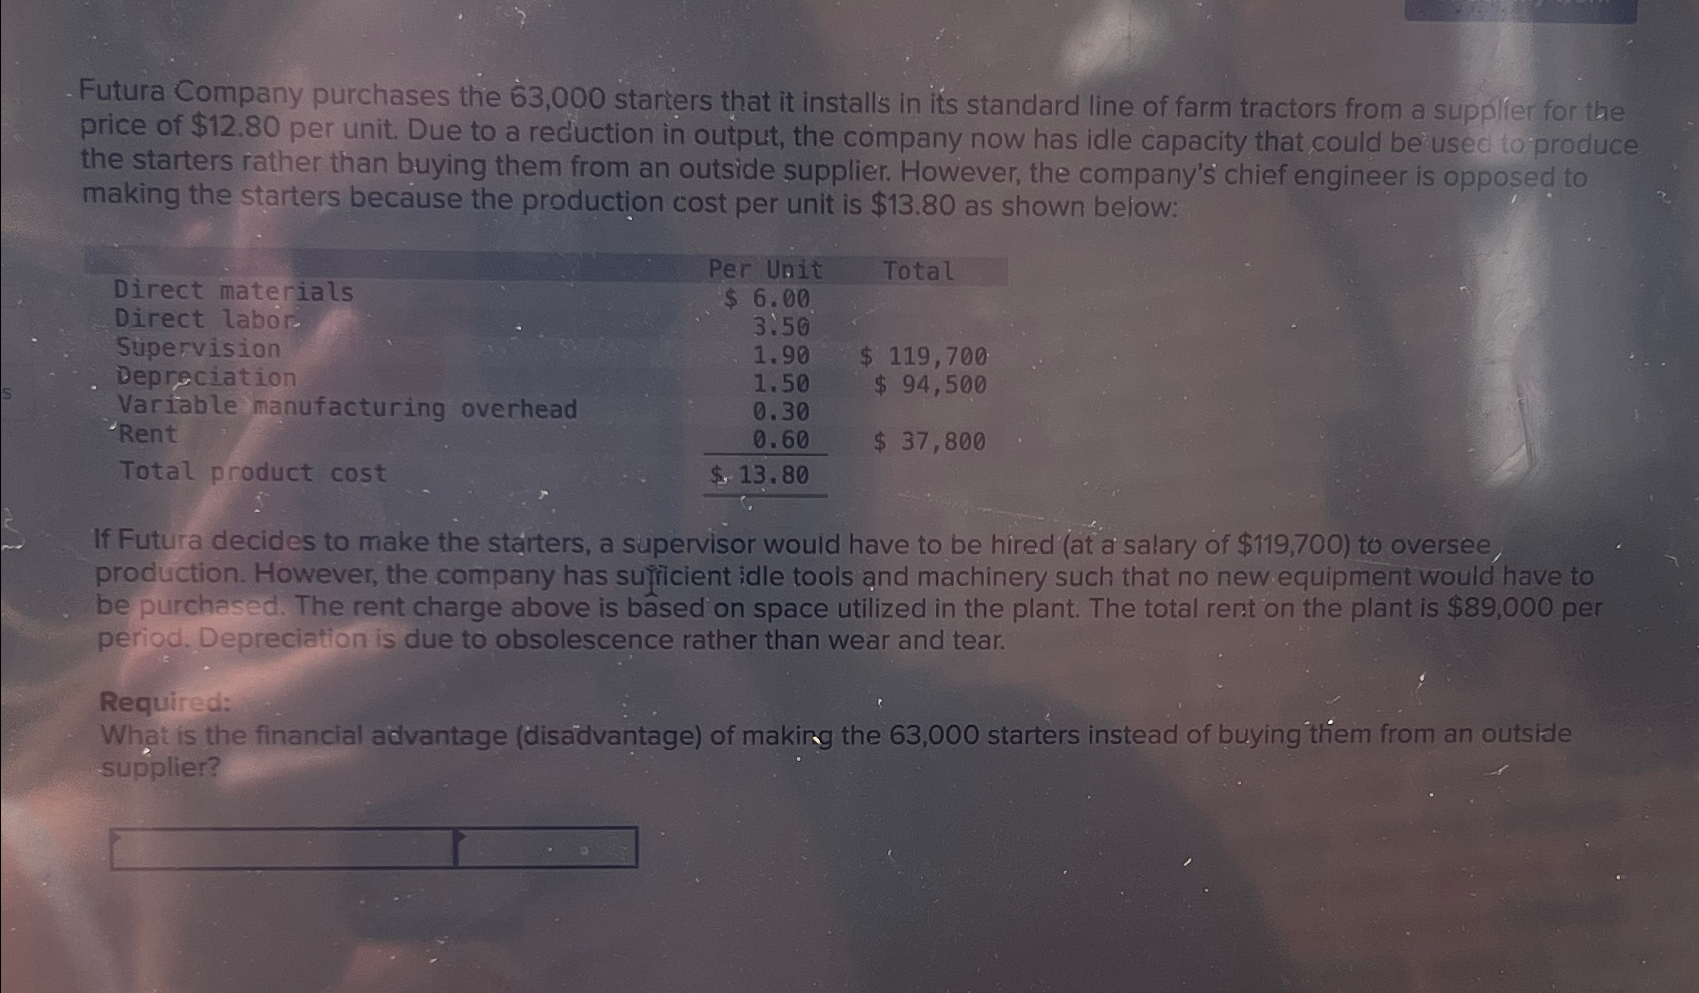 Futura Company purchases the 63,000 starters that it installs in its standard line of farm tractors from a supplier for the
price of $12.80 per unit. Due to a reduction in output, the company now has idle capacity that could be used to produce
the starters rather than buying them from an outside supplier. However, the company's chief engineer is opposed to
making the starters because the production cost per unit is $13.80 as shown below:
Per Unit Total
Direct materials $ 6.00
Direct labor 3.50
Supervision 1.90 $ 119,700
Depreciation 1.50 $ 94,500
Variable manufacturing overhead 0.30
Rent 0.60 $ 37,800
Total product cost $ 13.80
If Futura decides to make the starters, a supervisor would have to be hired (at a salary of $119,700) to oversee
production. However, the company has sufficient idle tools and machinery such that no new equipment would have to
be purchased. The rent charge above is based on space utilized in the plant. The total rent on the plant is $89,000 per
period. Depreciation is due to obsolescence rather than wear and tear.
Required:
What is the financial advantage (disadvantage) of making the 63,000 starters instead of buying them from an outside
supplier?